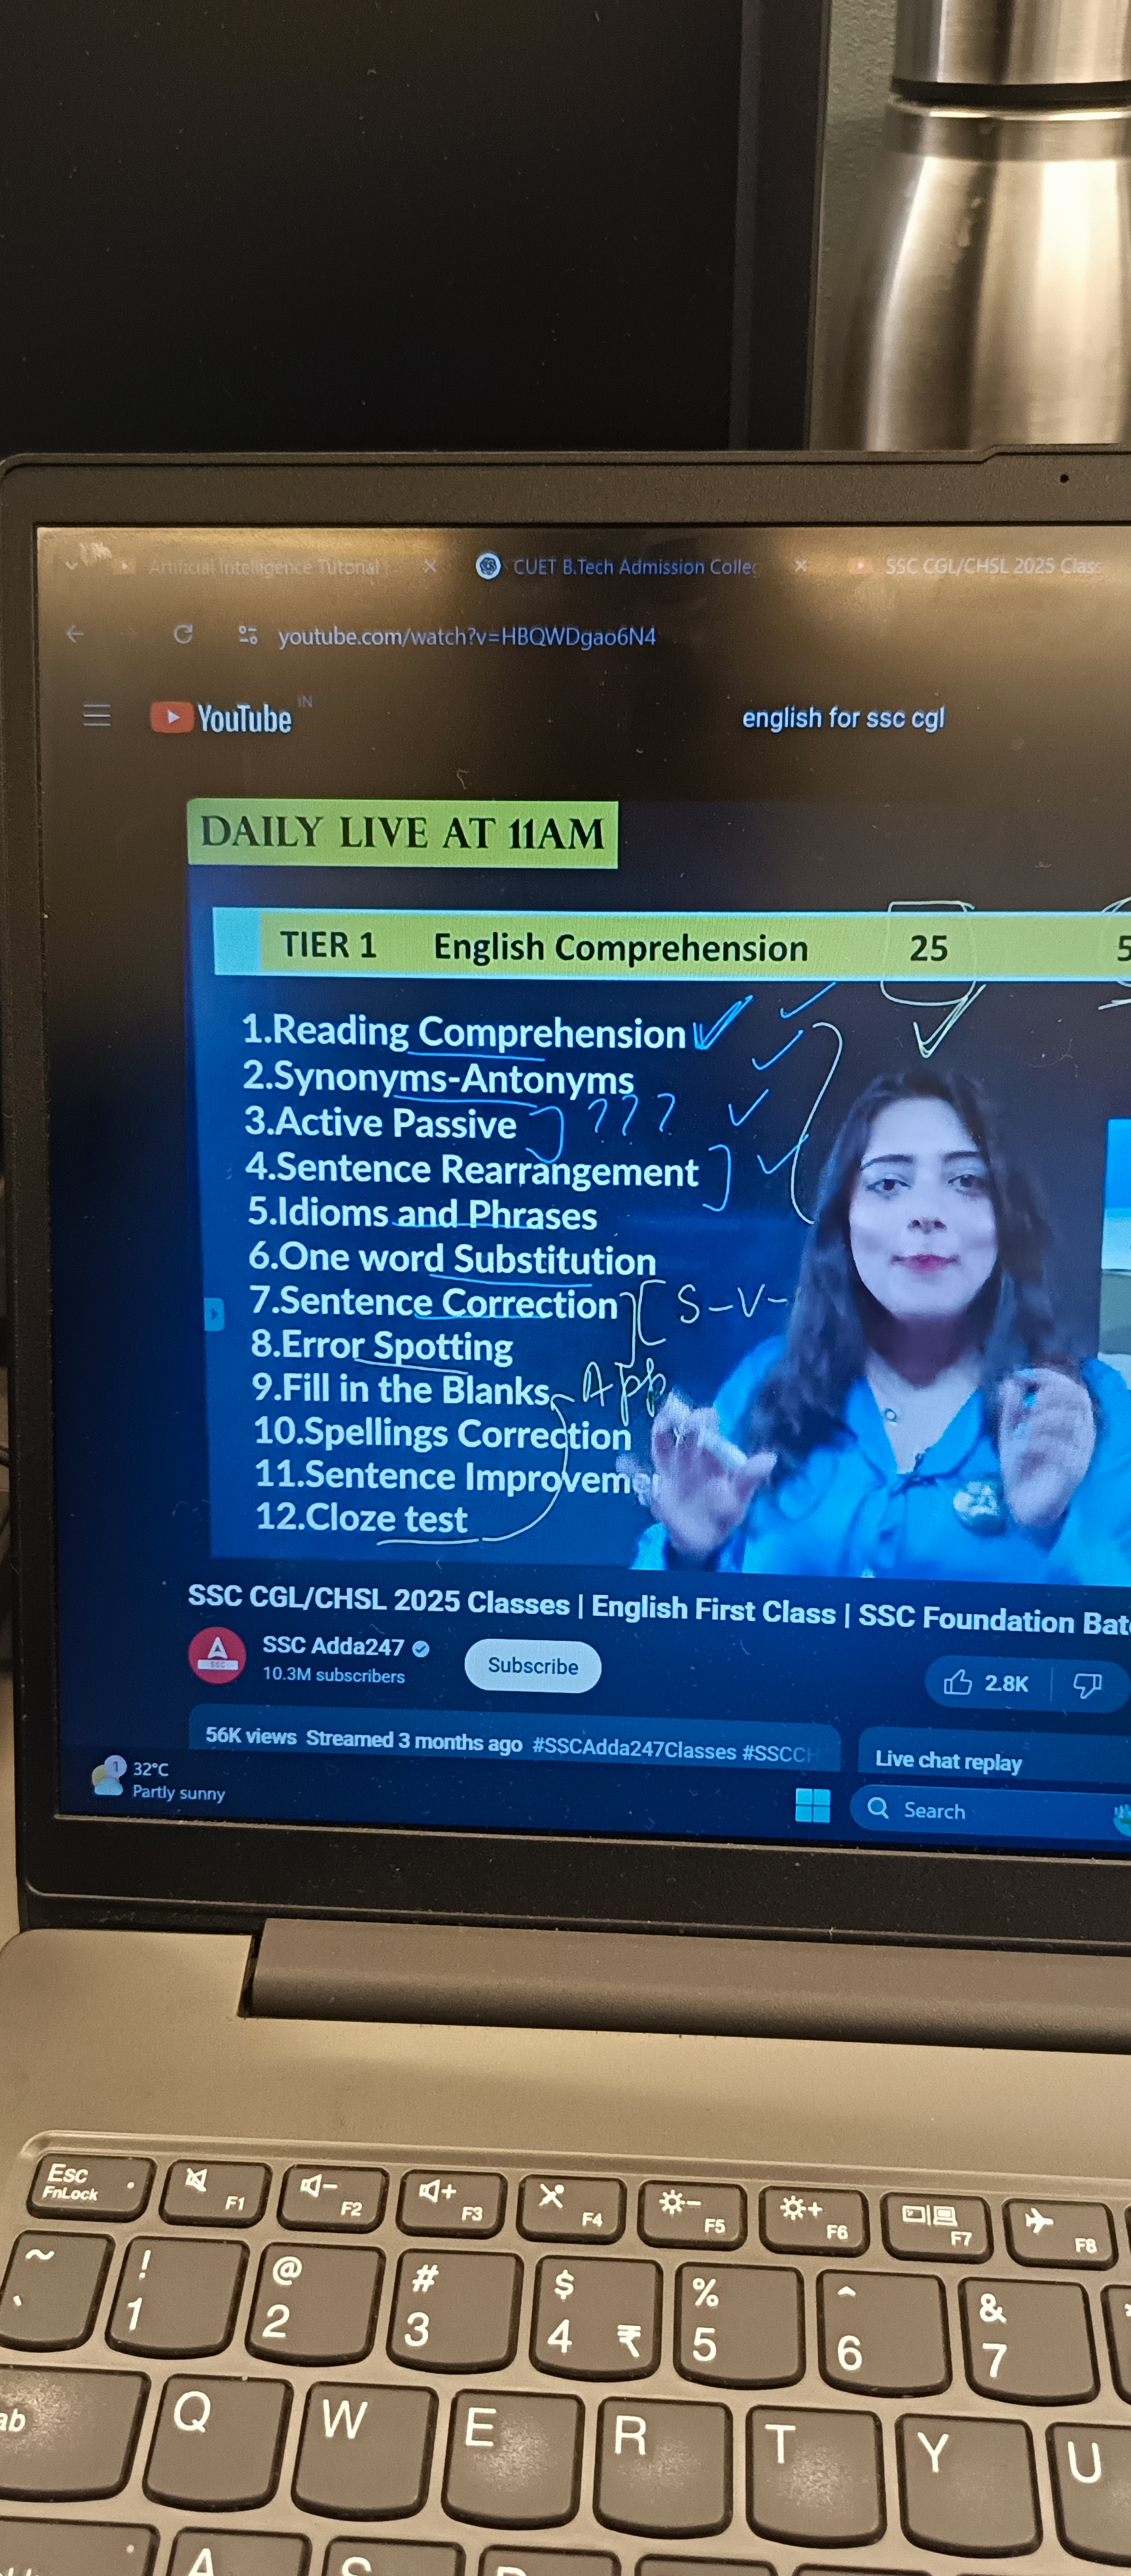 Artificial Intelligence Tutorial
CUET B.Tech Admission Colleg
SSC CGL/CHSL 2025 Class
youtube.com/watch?v=HBQWDgao6N4
YouTube IN
english for ssc cgl
DAILY LIVE AT 11AM
TIER 1 English Comprehension 25 5
1.Reading Comprehension
2.Synonyms-Antonyms
3.Active Passive ] ???
4.Sentence Rearrangement ]
5.Idioms and Phrases
6.One word Substitution
7.Sentence Correction ] [ S-V-
8.Error Spotting
9.Fill in the Blanks App
10.Spellings Correction
11.Sentence Improveme
12.Cloze test
SSC CGL/CHSL 2025 Classes | English First Class | SSC Foundation Bat
A
SSC
SSC Adda247
10.3M subscribers
Subscribe
2.8K
56K views Streamed 3 months ago #SSCAdda247Classes #SSCCH
Live chat replay
1
32°C
Partly sunny
Search
Esc
FnLock
F1
F2
F3
F4
F5
F6
F7
F8
~ `
! 1
@ 2
# 3
$ 4 ₹
% 5
^ 6
& 7
ab
Q W E R T Y U
A S D